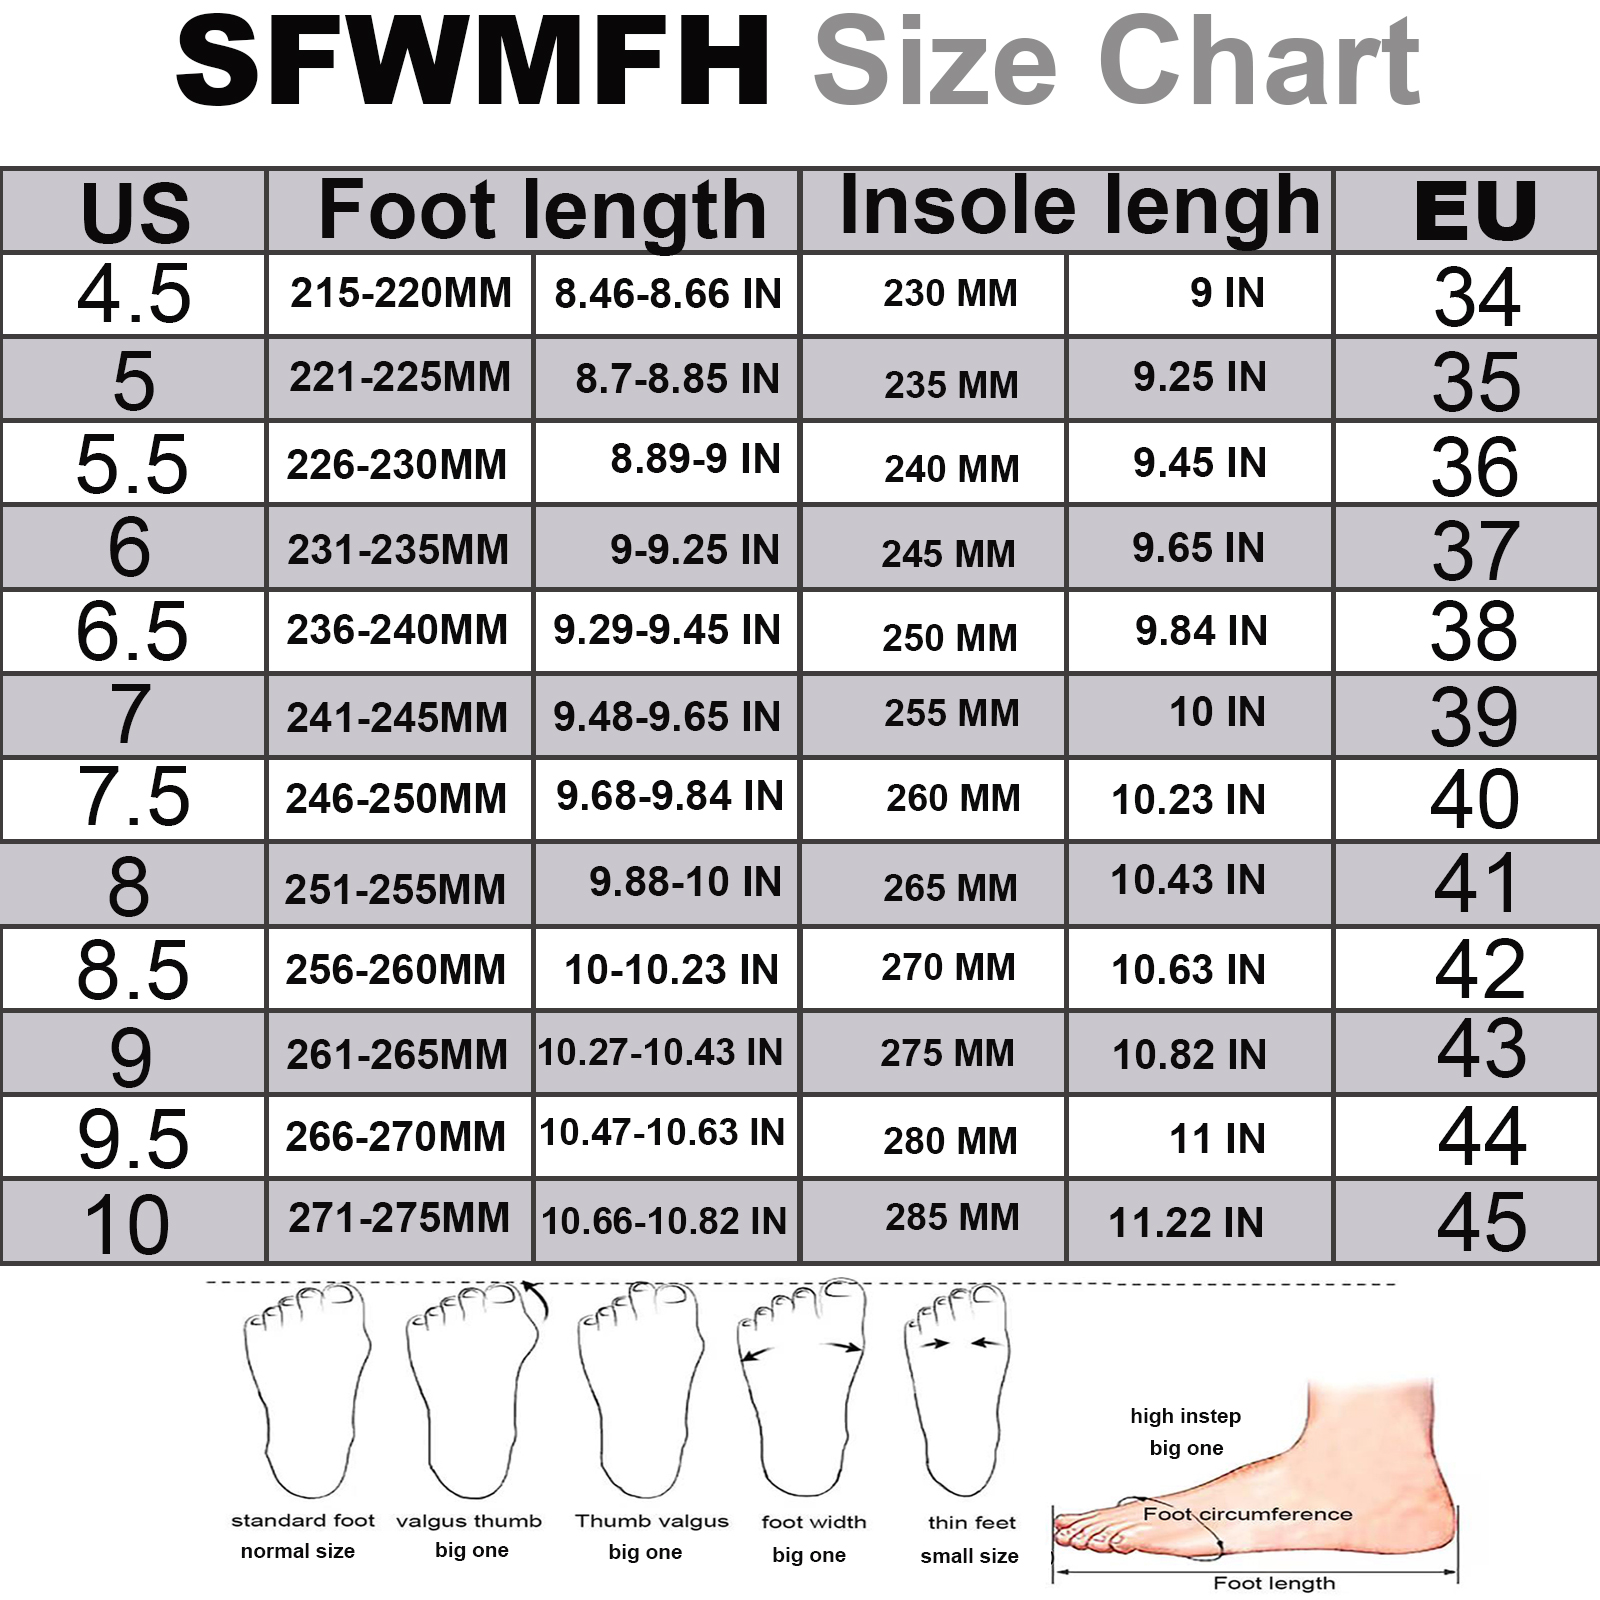 SFWMFH Size Chart
US Foot length Insole lengh EU
4.5 215-220MM 8.46-8.66 IN 230 MM 9 IN 34
5 221-225MM 8.7-8.85 IN 235 MM 9.25 IN 35
5.5 226-230MM 8.89-9 IN 240 MM 9.45 IN 36
6 231-235MM 9-9.25 IN 245 MM 9.65 IN 37
6.5 236-240MM 9.29-9.45 IN 250 MM 9.84 IN 38
7 241-245MM 9.48-9.65 IN 255 MM 10 IN 39
7.5 246-250MM 9.68-9.84 IN 260 MM 10.23 IN 40
8 251-255MM 9.88-10 IN 265 MM 10.43 IN 41
8.5 256-260MM 10-10.23 IN 270 MM 10.63 IN 42
9 261-265MM 10.27-10.43 IN 275 MM 10.82 IN 43
9.5 266-270MM 10.47-10.63 IN 280 MM 11 IN 44
10 271-275MM 10.66-10.82 IN 285 MM 11.22 IN 45
high instep
big one
Foot circumference
standard foot valgus thumb Thumb valgus foot width thin feet
normal size big one big one big one small size
Foot length